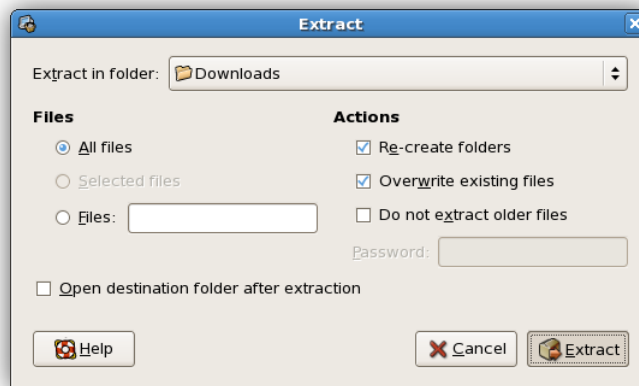 Extract
Extract in folder: Downloads
Files
All files
Selected files
Files:
Actions
Re-create folders
Overwrite existing files
Do not extract older files
Password:
Open destination folder after extraction
Help
Cancel
Extract